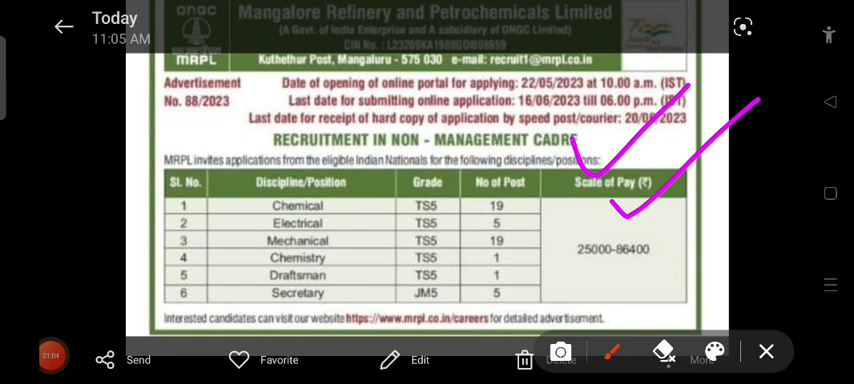 Today
11:05 AM
ONGC
MRPL
Mangalore Refinery and Petrochemicals Limited
(A Govt. of India Enterprise and A subsidiary of ONGC Limited)
CIN No. : L23209KA1988GOI008959
Kuthethur Post, Mangaluru - 575 030 e-mail: recruit1@mrpl.co.in
Advertisement
No. 88/2023
Date of opening of online portal for applying: 22/05/2023 at 10.00 a.m. (IST)
Last date for submitting online application: 16/06/2023 till 06.00 p.m. (IST)
Last date for receipt of hard copy of application by speed post/courier: 20/06/2023
RECRUITMENT IN NON - MANAGEMENT CADRE
MRPL invites applications from the eligible Indian Nationals for the following disciplines/positions:
Sl. No. Discipline/Position Grade No of Post Scale of Pay (₹)
1 Chemical TS5 19
2 Electrical TS5 5
3 Mechanical TS5 19
25000-86400
4 Chemistry TS5 1
5 Draftsman TS5 1
6 Secretary JM5 5
Interested candidates can visit our website https://www.mrpl.co.in/careers for detailed advertisement.
01:04
Send Favorite Edit Delete More